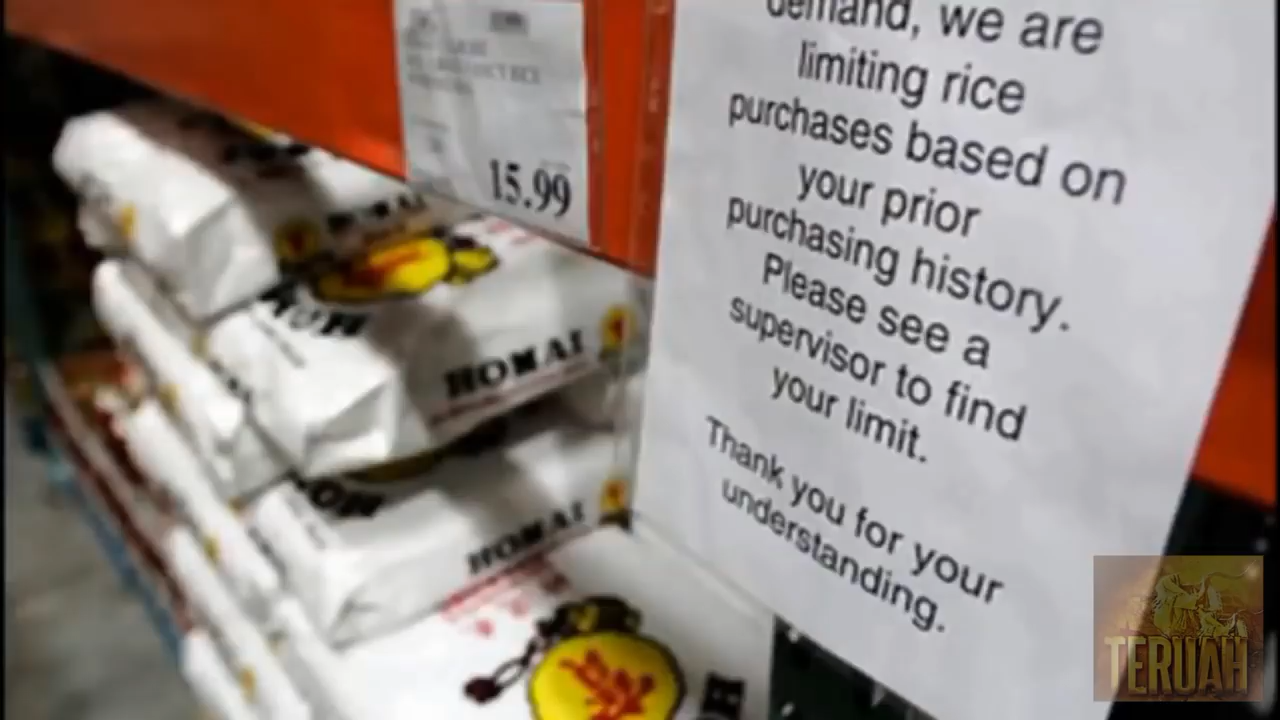 demand, we are
limiting rice
purchases based on
your prior
purchasing history.
Please see a
supervisor to find
your limit.
Thank you for your
understanding.
15.99
HOMAI
HOMAI
HOMAI
TERUAH